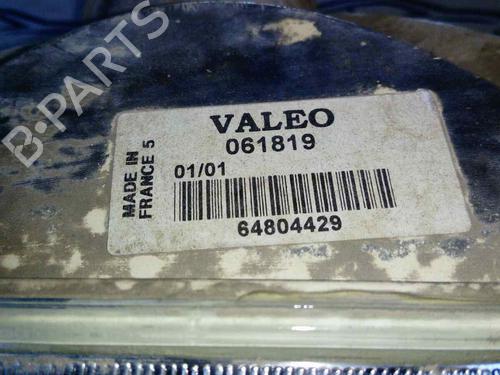 B-PARTS
VALEO
061819
MADE IN
FRANCE 5
01/01
64804429